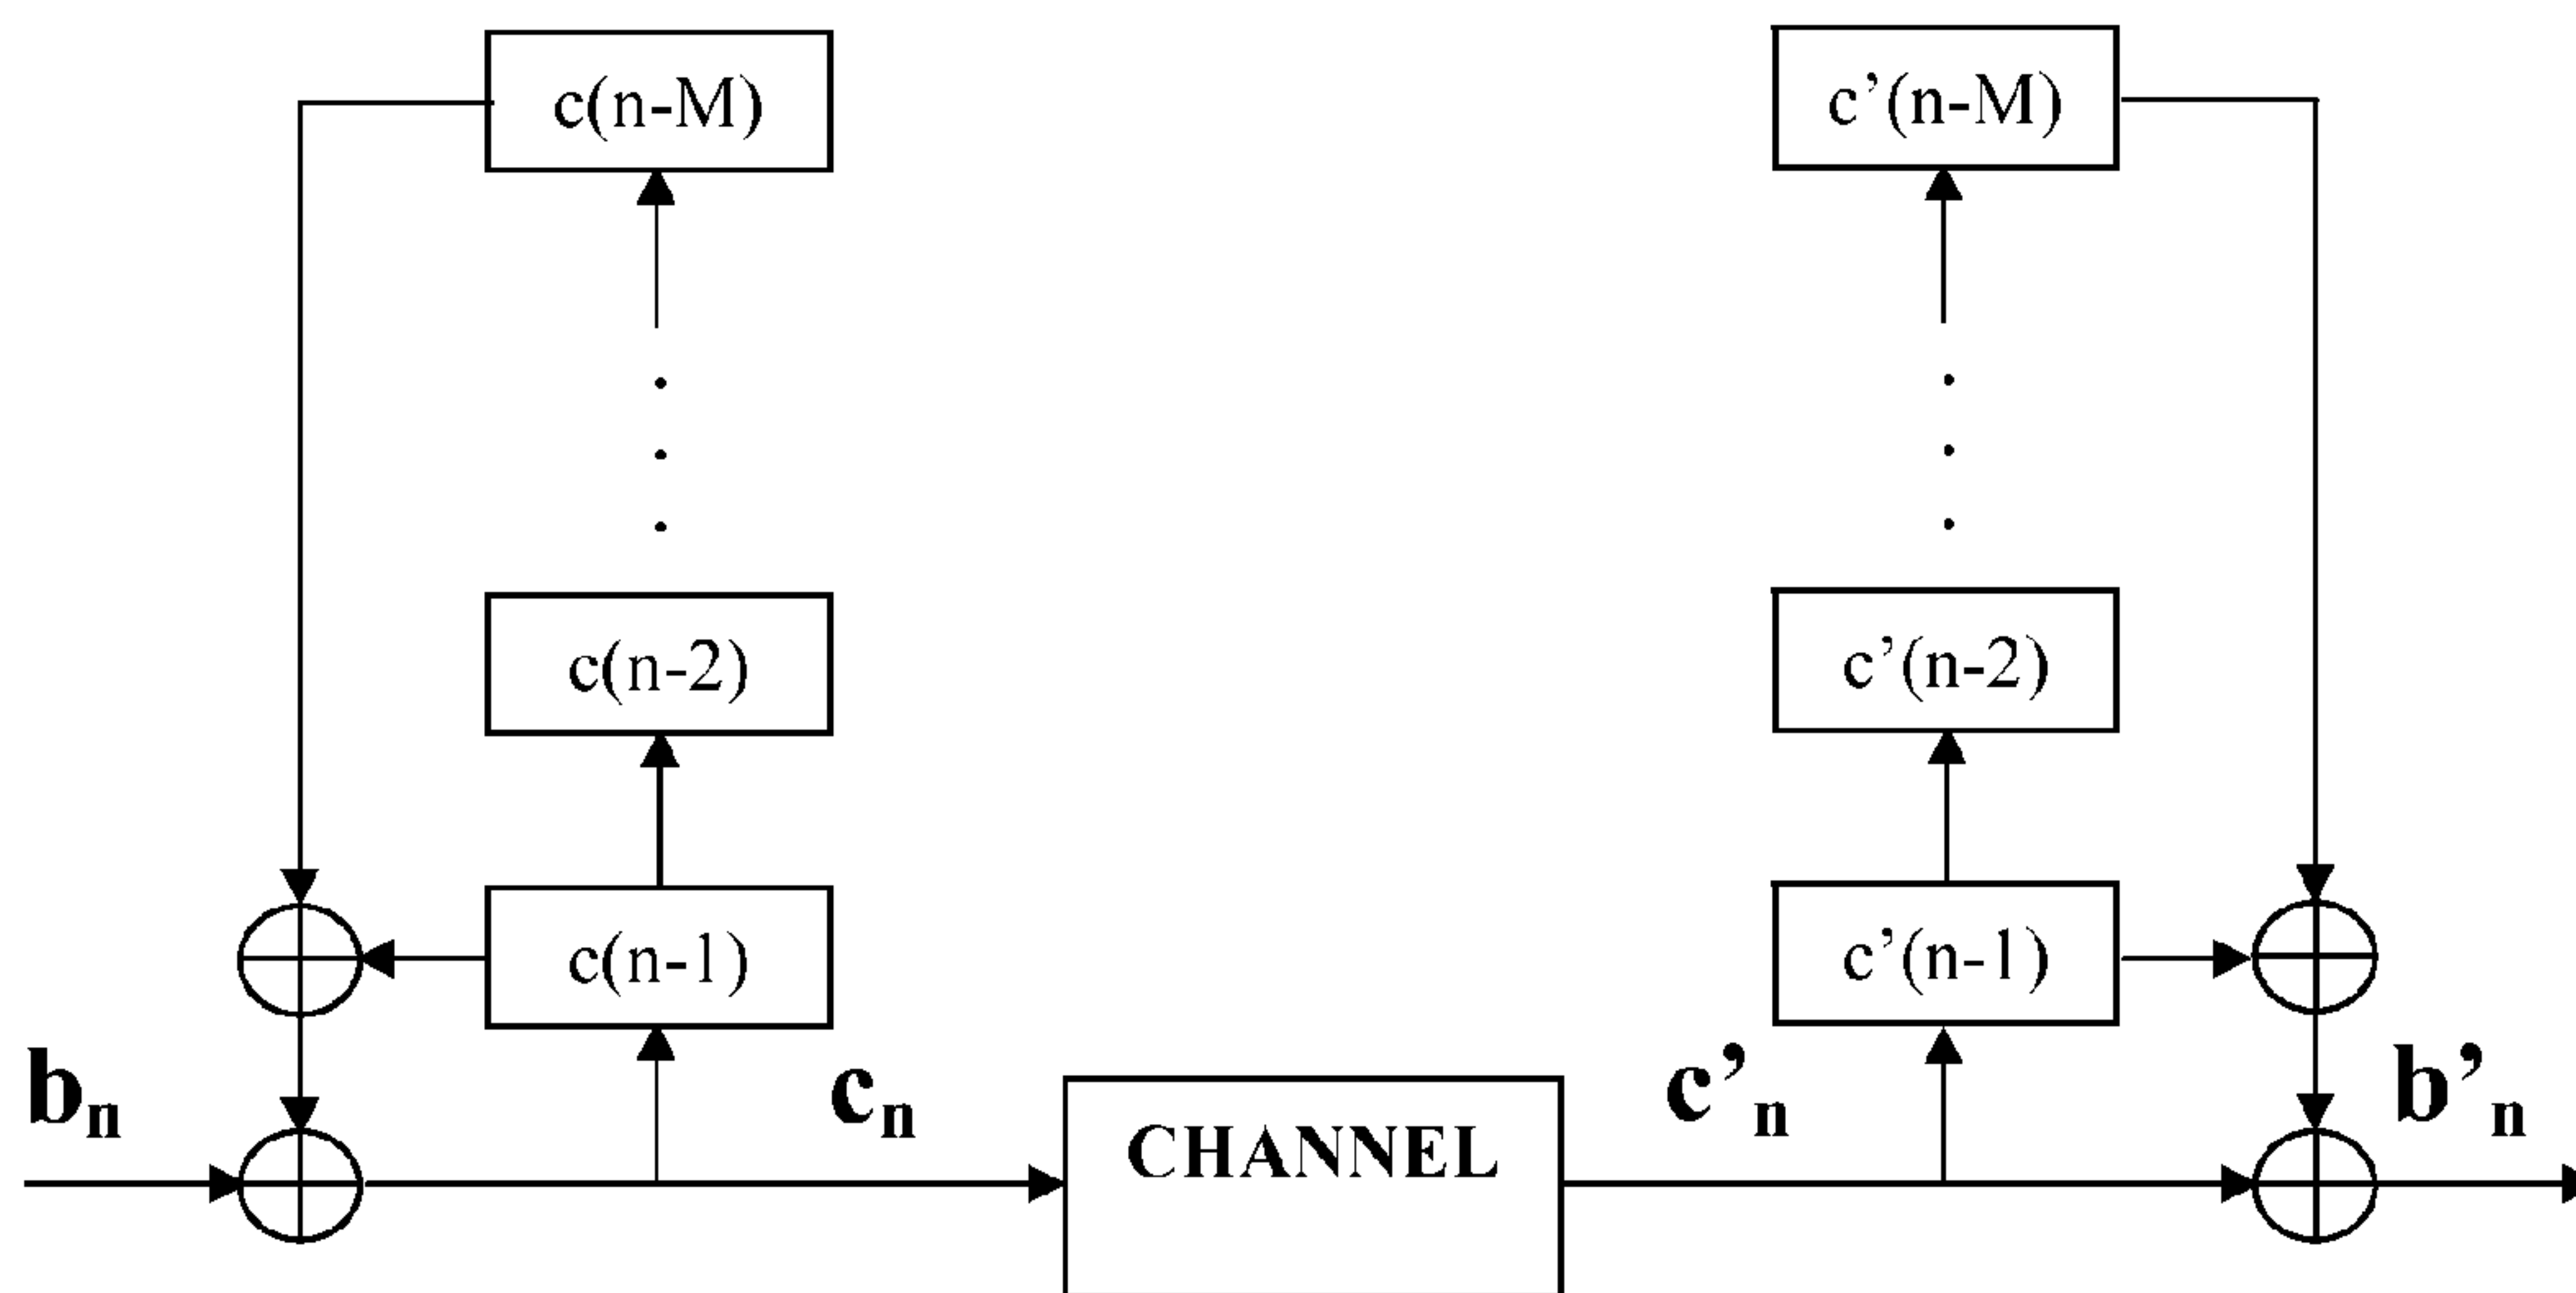 c(n-M)
c’(n-M)
c(n-2)
c’(n-2)
c(n-1)
c’(n-1)
bn
cn
CHANNEL
c’n
b’n